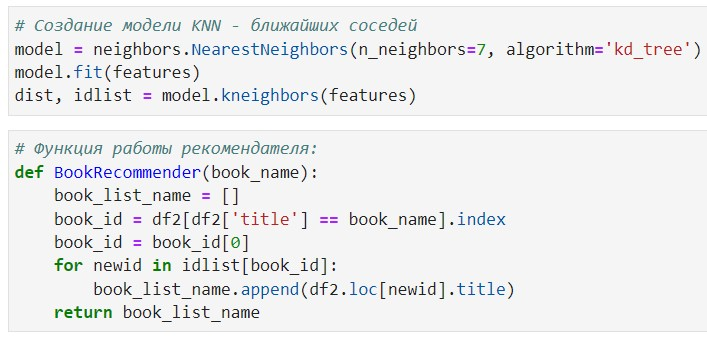 # Создание модели KNN - ближайших соседей
model = neighbors.NearestNeighbors(n_neighbors=7, algorithm='kd_tree')
model.fit(features)
dist, idlist = model.kneighbors(features)
# Функция работы рекомендателя:
def BookRecommender(book_name):
    book_list_name = []
    book_id = df2[df2['title'] == book_name].index
    book_id = book_id[0]
    for newid in idlist[book_id]:
        book_list_name.append(df2.loc[newid].title)
    return book_list_name